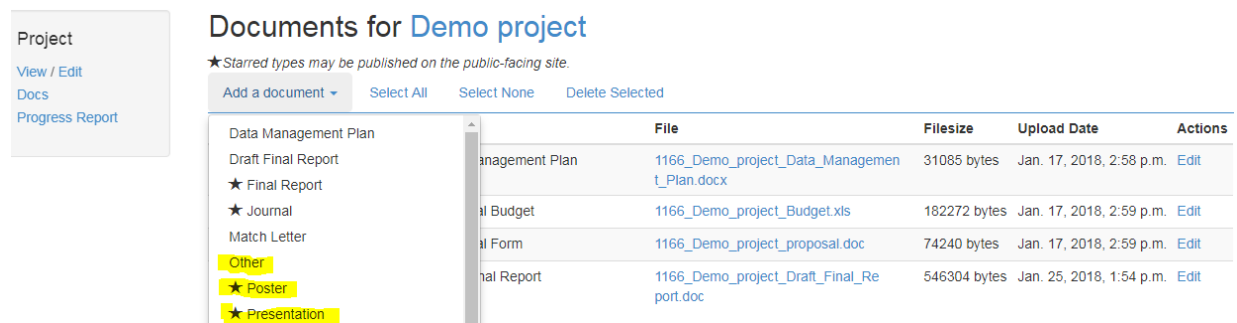 Project
View / Edit
Docs
Progress Report
Documents for Demo project
★Starred types may be published on the public-facing site.
Add a document Select All Select None Delete Selected
File Filesize Upload Date Actions
Data Management Plan
Draft Final Report
★ Final Report
★ Journal
Match Letter
Other
★ Poster
★ Presentation
Plan 1166_Demo_project_Data_Managemen 31085 bytes Jan. 17, 2018, 2:58 p.m. Edit
t_Plan.docx
Budget 1166_Demo_project_Budget.xls 182272 bytes Jan. 17, 2018, 2:59 p.m. Edit
Form 1166_Demo_project_proposal.doc 74240 bytes Jan. 17, 2018, 2:59 p.m. Edit
Report 1166_Demo_project_Draft_Final_Re 546304 bytes Jan. 25, 2018, 1:54 p.m. Edit
port.doc